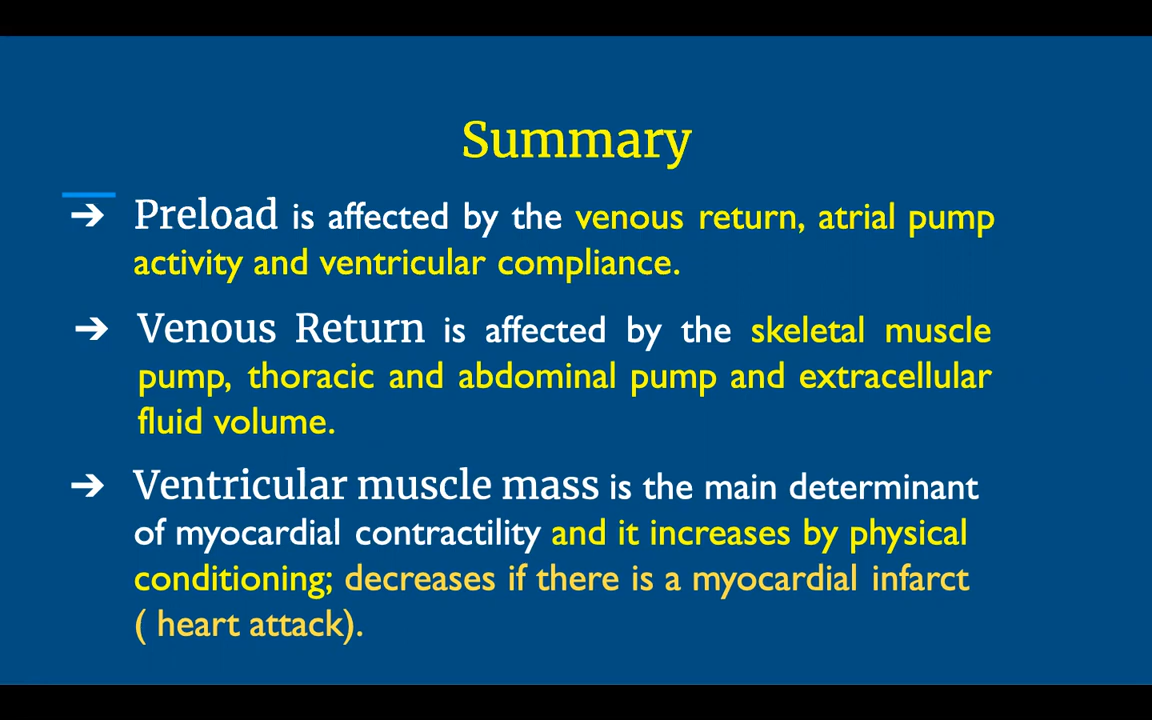 Summary
➔ Preload is affected by the venous return, atrial pump
activity and ventricular compliance.
➔ Venous Return is affected by the skeletal muscle
pump, thoracic and abdominal pump and extracellular
fluid volume.
➔ Ventricular muscle mass is the main determinant
of myocardial contractility and it increases by physical
conditioning; decreases if there is a myocardial infarct
( heart attack).